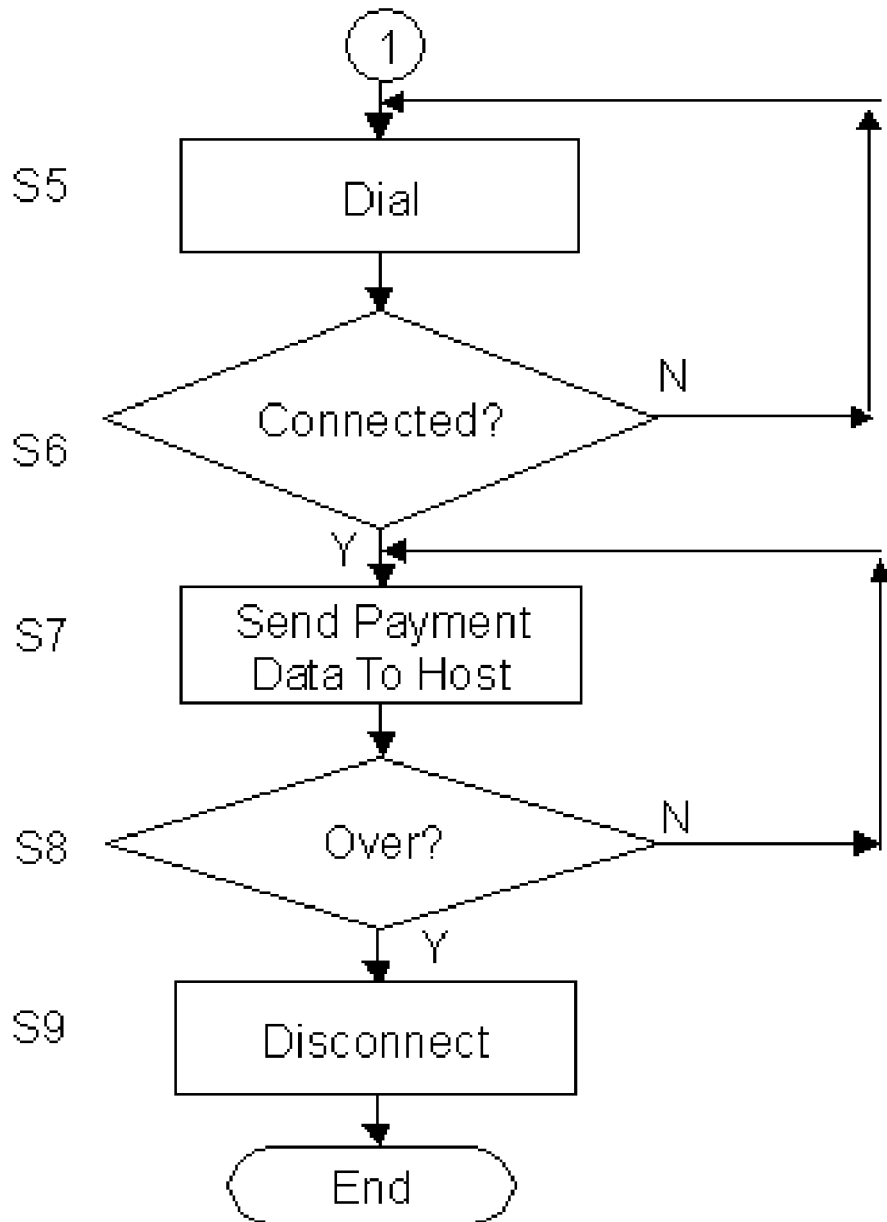 1
S5
Dial
N
Connected?
S6
Y
S7
Send Payment
Data To Host
N
S8
Over?
Y
S9
Disconnect
End